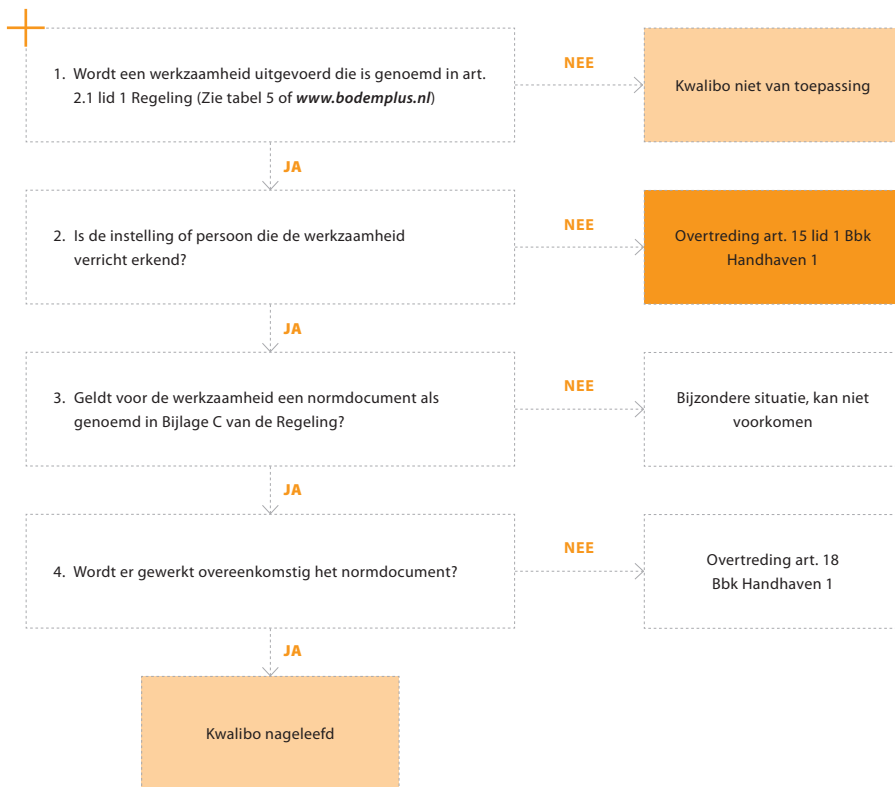 1. Wordt een werkzaamheid uitgevoerd die is genoemd in art.
2.1 lid 1 Regeling (Zie tabel 5 of www.bodemplus.nl)
NEE
Kwalibo niet van toepassing
JA
2. Is de instelling of persoon die de werkzaamheid
verricht erkend?
NEE
Overtreding art. 15 lid 1 Bbk
Handhaven 1
JA
3. Geldt voor de werkzaamheid een normdocument als
genoemd in Bijlage C van de Regeling?
NEE
Bijzondere situatie, kan niet
voorkomen
JA
4. Wordt er gewerkt overeenkomstig het normdocument?
NEE
Overtreding art. 18
Bbk Handhaven 1
JA
Kwalibo nageleefd